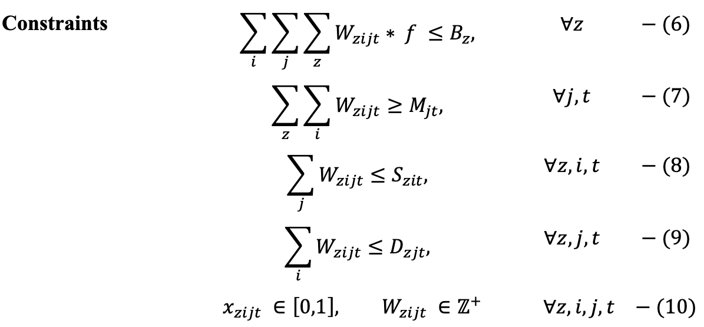 Constraints ∑_i ∑_j ∑_z W_zijt * f ≤ B_z, ∀z − (6)
∑_z ∑_i W_zijt ≥ M_jt, ∀j, t − (7)
∑_j W_zijt ≤ S_zit, ∀z, i, t − (8)
∑_i W_zijt ≤ D_zjt, ∀z, j, t − (9)
x_zijt ∈ [0,1], W_zijt ∈ ℤ⁺ ∀z, i, j, t − (10)